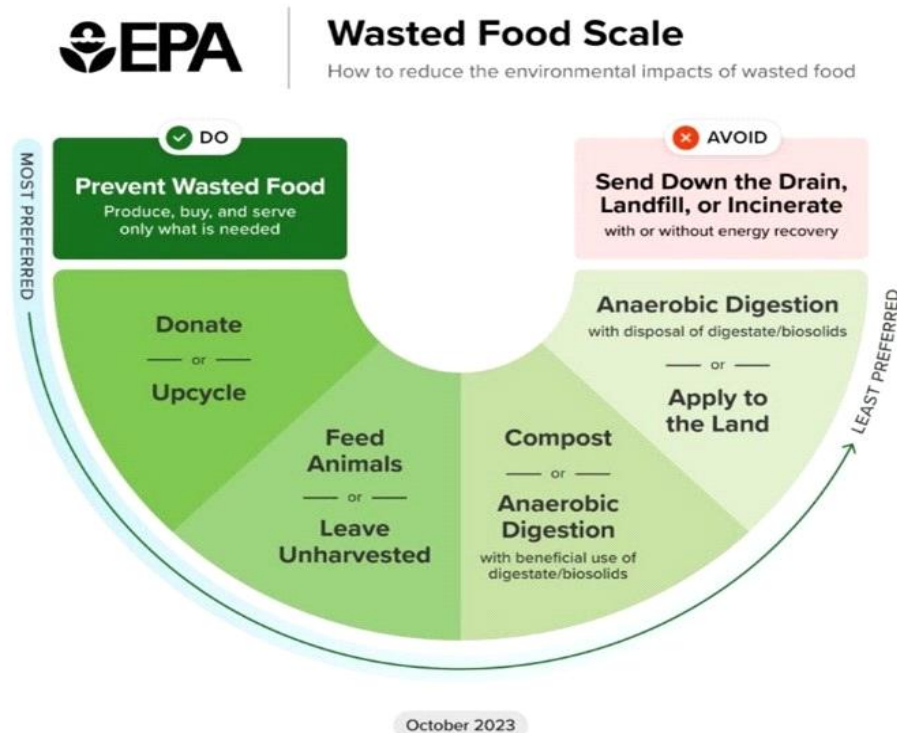 EPA
Wasted Food Scale
How to reduce the environmental impacts of wasted food
DO
MOST PREFERRED
Prevent Wasted Food
Produce, buy, and serve
only what is needed
AVOID
Send Down the Drain,
Landfill, or Incinerate
with or without energy recovery
Donate
or
Upcycle
Feed
Animals
or
Leave
Unharvested
Compost
or
Anaerobic
Digestion
with beneficial use of
digestate/biosolids
Anaerobic Digestion
with disposal of digestate/biosolids
or
Apply to
the Land
LEAST PREFERRED
October 2023